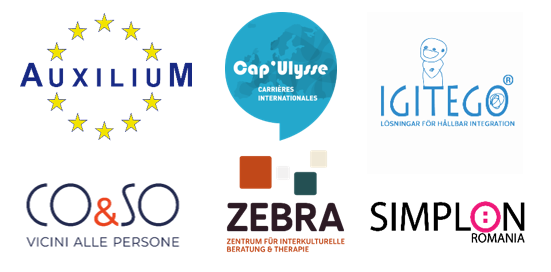 AUXILIUM
Cap'Ulysse
CARRIÈRES
INTERNATIONALES
IGITEGO®
LÖSNINGAR FÖR HÅLLBAR INTEGRATION
CO&SO
VICINI ALLE PERSONE
ZEBRA
ZENTRUM FÜR INTERKULTURELLE
BERATUNG & THERAPIE
SIMPLON
ROMANIA